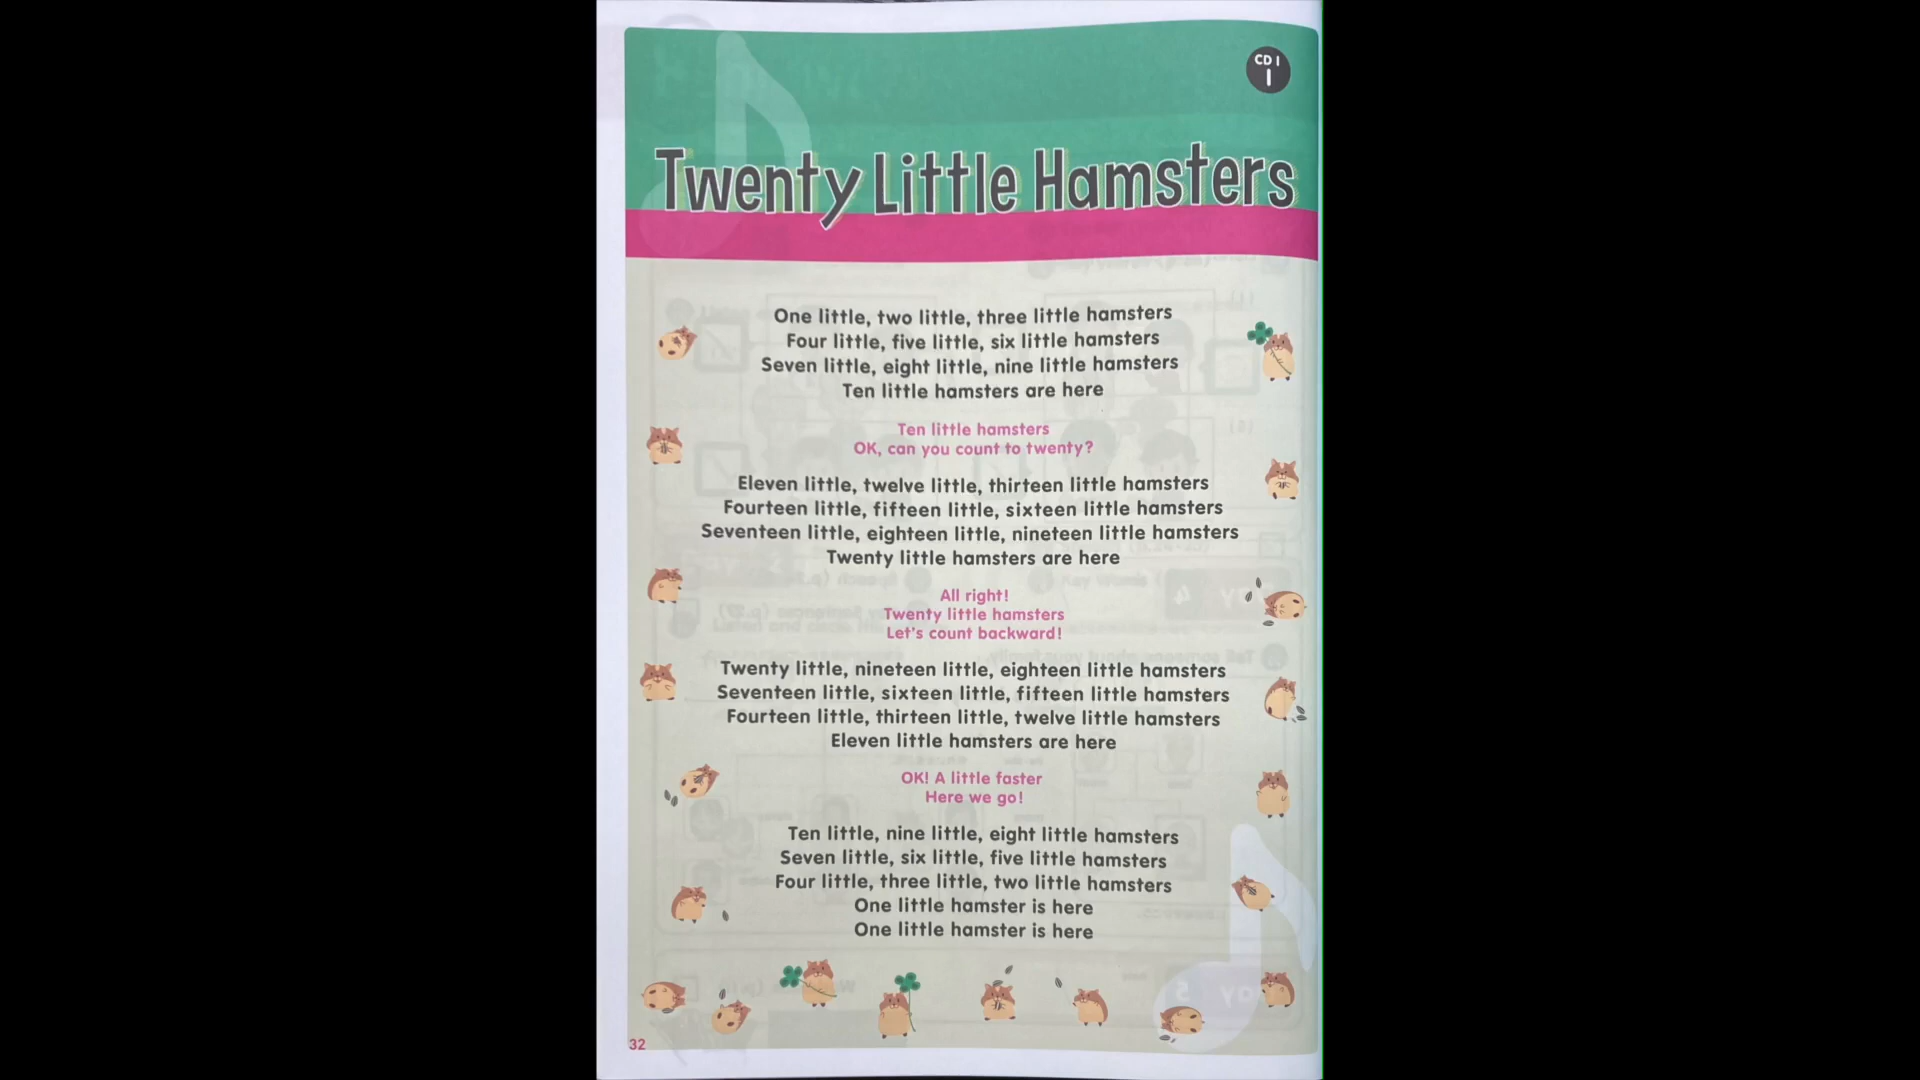 CD 1
1
Twenty Little Hamsters
One little, two little, three little hamsters
Four little, five little, six little hamsters
Seven little, eight little, nine little hamsters
Ten little hamsters are here
Ten little hamsters
OK, can you count to twenty?
Eleven little, twelve little, thirteen little hamsters
Fourteen little, fifteen little, sixteen little hamsters
Seventeen little, eighteen little, nineteen little hamsters
Twenty little hamsters are here
All right!
Twenty little hamsters
Let's count backward!
Twenty little, nineteen little, eighteen little hamsters
Seventeen little, sixteen little, fifteen little hamsters
Fourteen little, thirteen little, twelve little hamsters
Eleven little hamsters are here
OK! A little faster
Here we go!
Ten little, nine little, eight little hamsters
Seven little, six little, five little hamsters
Four little, three little, two little hamsters
One little hamster is here
One little hamster is here
32